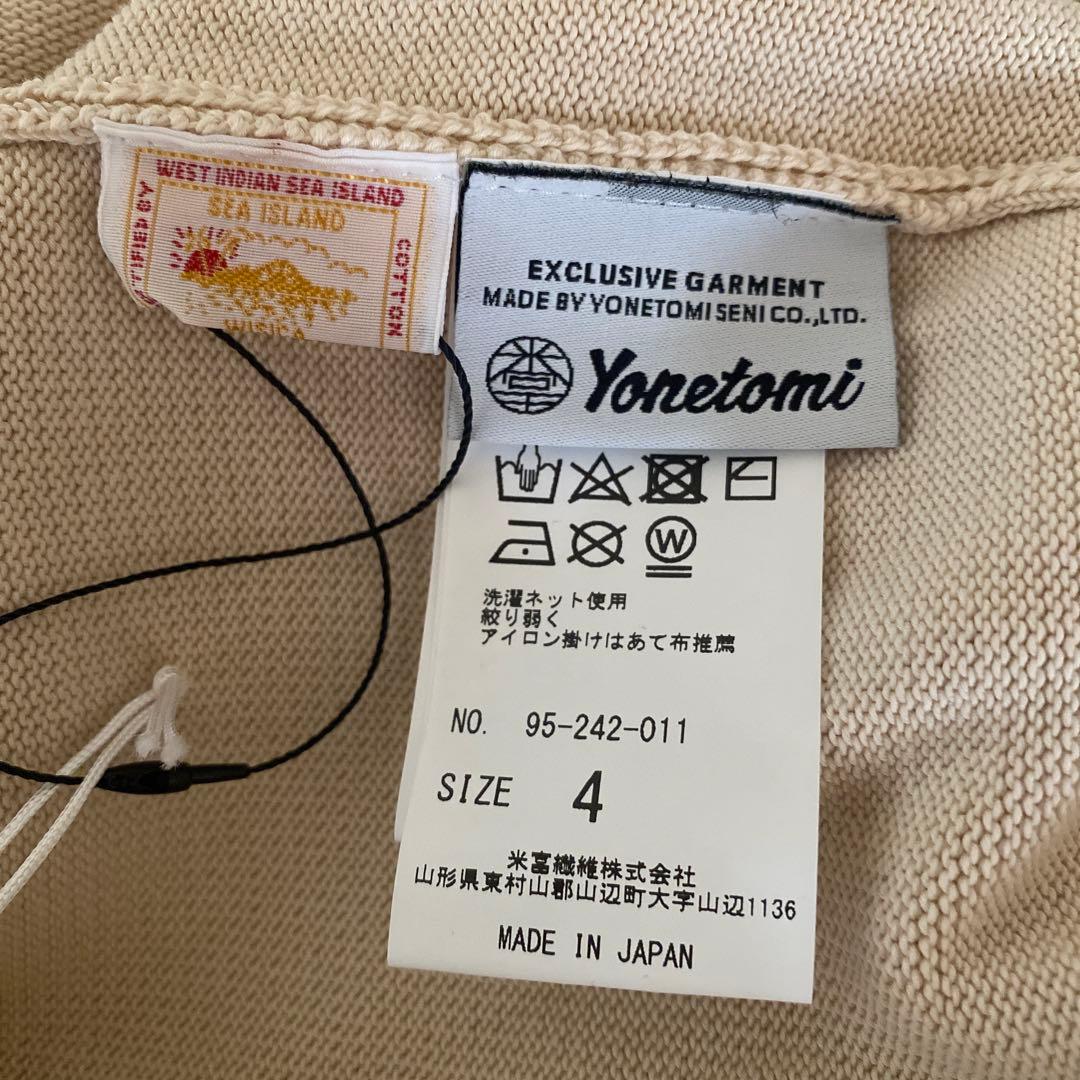 WEST INDIAN SEA ISLAND
COTTON
SEA ISLAND
WISICA
EXCLUSIVE GARMENT
MADE BY YONETOMISENI CO.,LTD.
Yonetomi
W
洗濯ネット使用
絞り弱く
アイロン掛けはあて布推薦
NO. 95-242-011
SIZE 4
米富繊維株式会社
山形県東村山郡山辺町大字山辺1136
MADE IN JAPAN